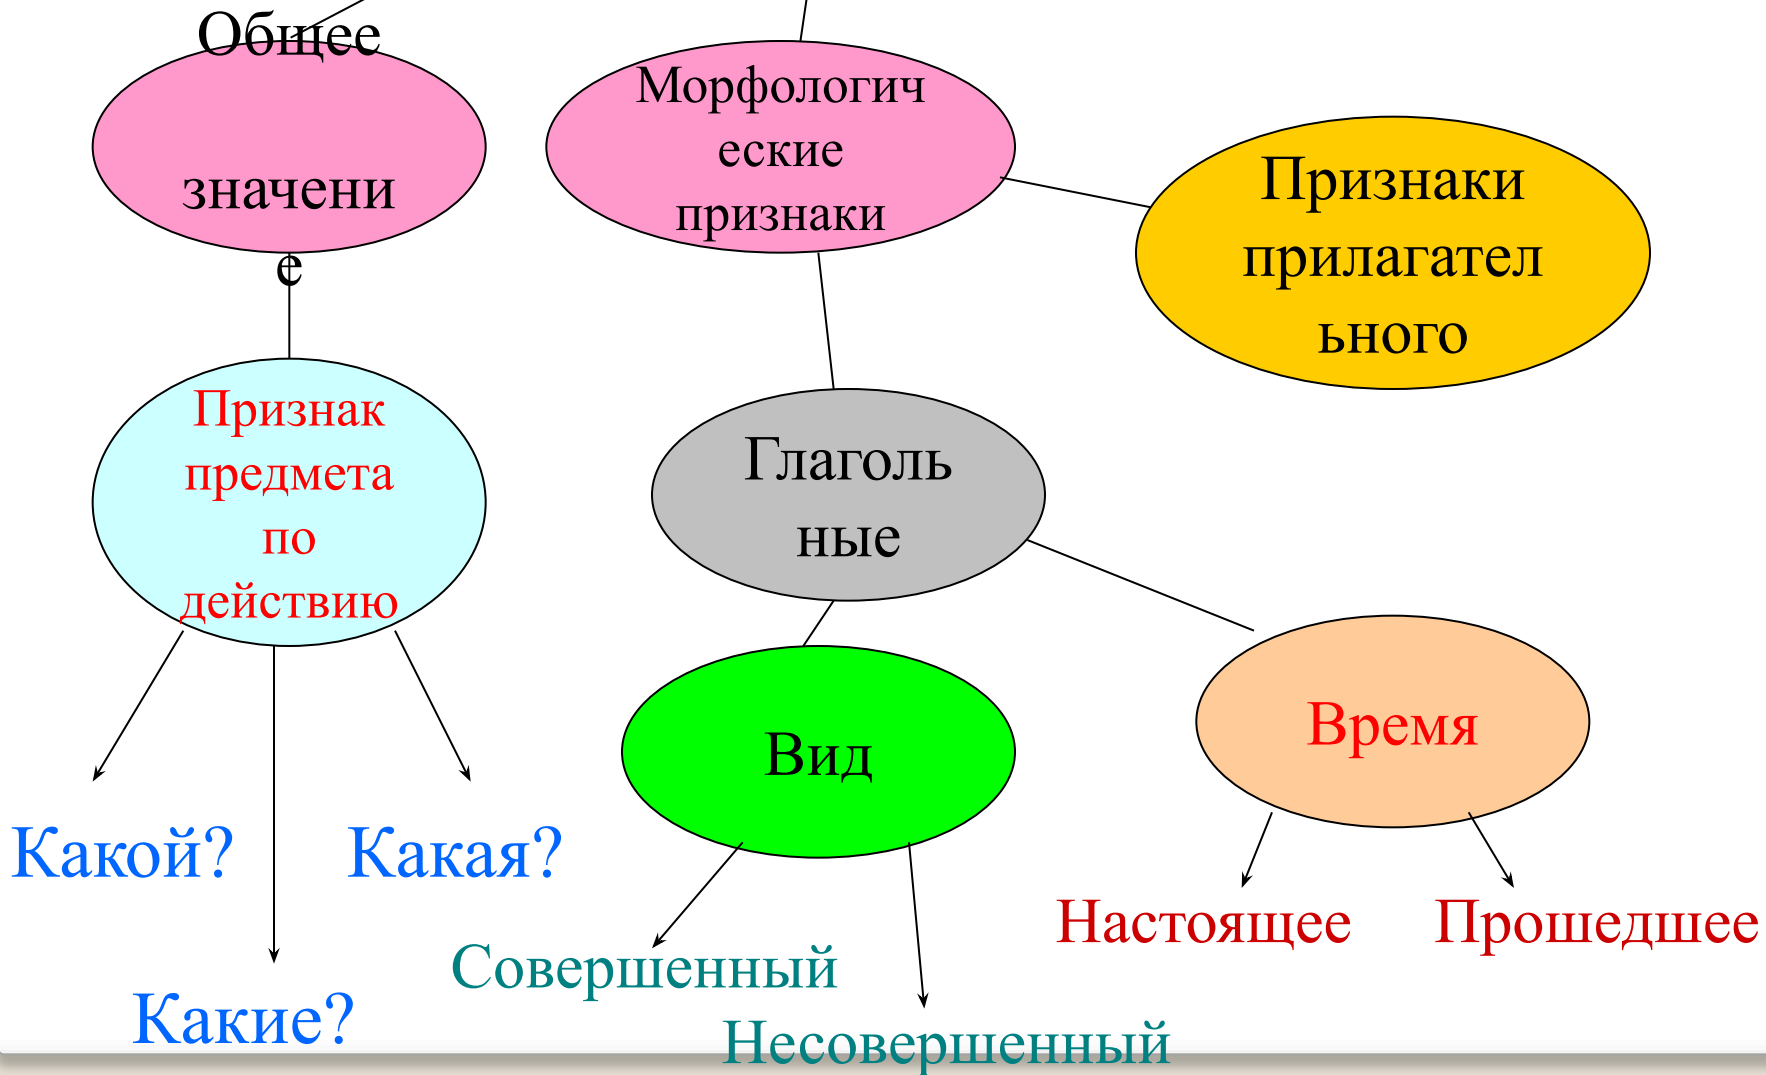 Общее
значени
е
Морфологич
еские
признаки
Признаки
прилагател
ьного
Признак
предмета
по
действию
Глаголь
ные
Вид
Время
Какой?
Какая?
Какие?
Совершенный
Несовершенный
Настоящее
Прошедшее